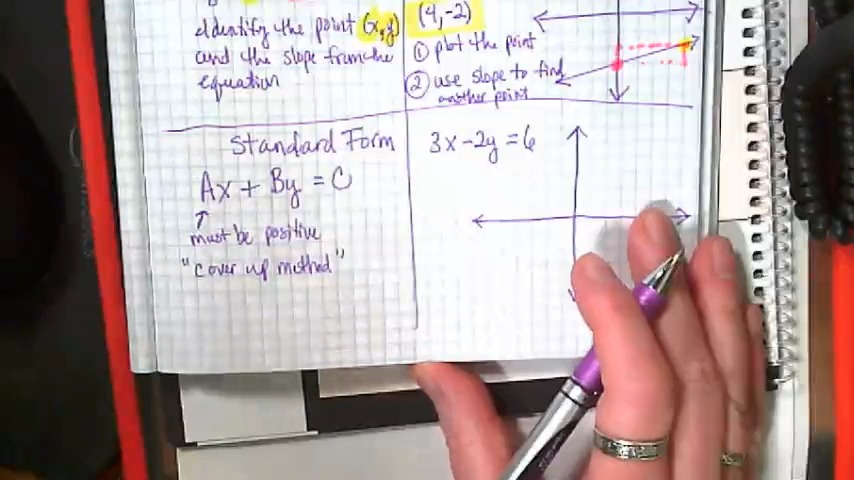 Identify the point (x,y)
and the slope from the
equation
(4,-2)
① plot the point
② use slope to find
another point
Standard Form
Ax + By = C
must be positive
"cover up method"
3x - 2y = 6